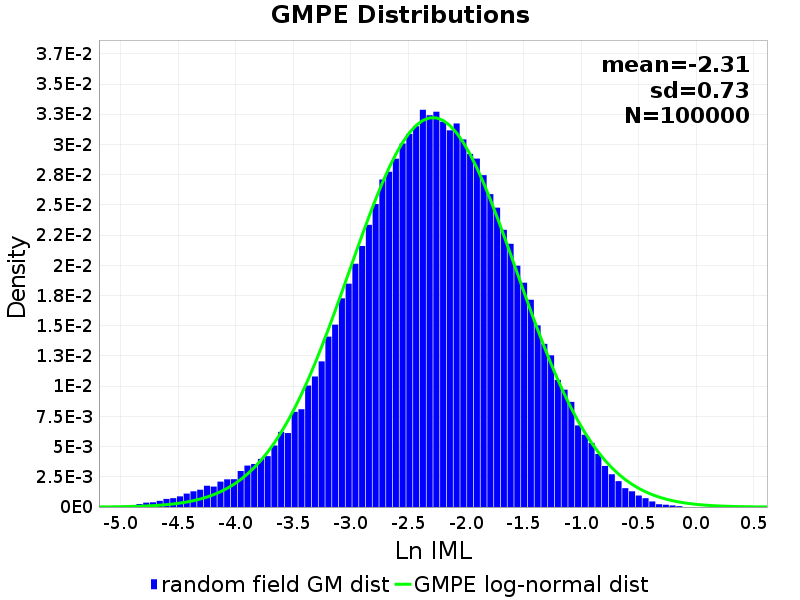 GMPE Distributions
mean=-2.31
sd=0.73
N=100000
3.7E-2
3.5E-2
3.3E-2
3E-2
2.8E-2
2.5E-2
2.2E-2
2E-2
1.8E-2
1.5E-2
1.3E-2
1E-2
7.5E-3
5E-3
2.5E-3
0E0
Density
-5.0 -4.5 -4.0 -3.5 -3.0 -2.5 -2.0 -1.5 -1.0 -0.5 0.0 0.5
Ln IML
random field GM dist GMPE log-normal dist